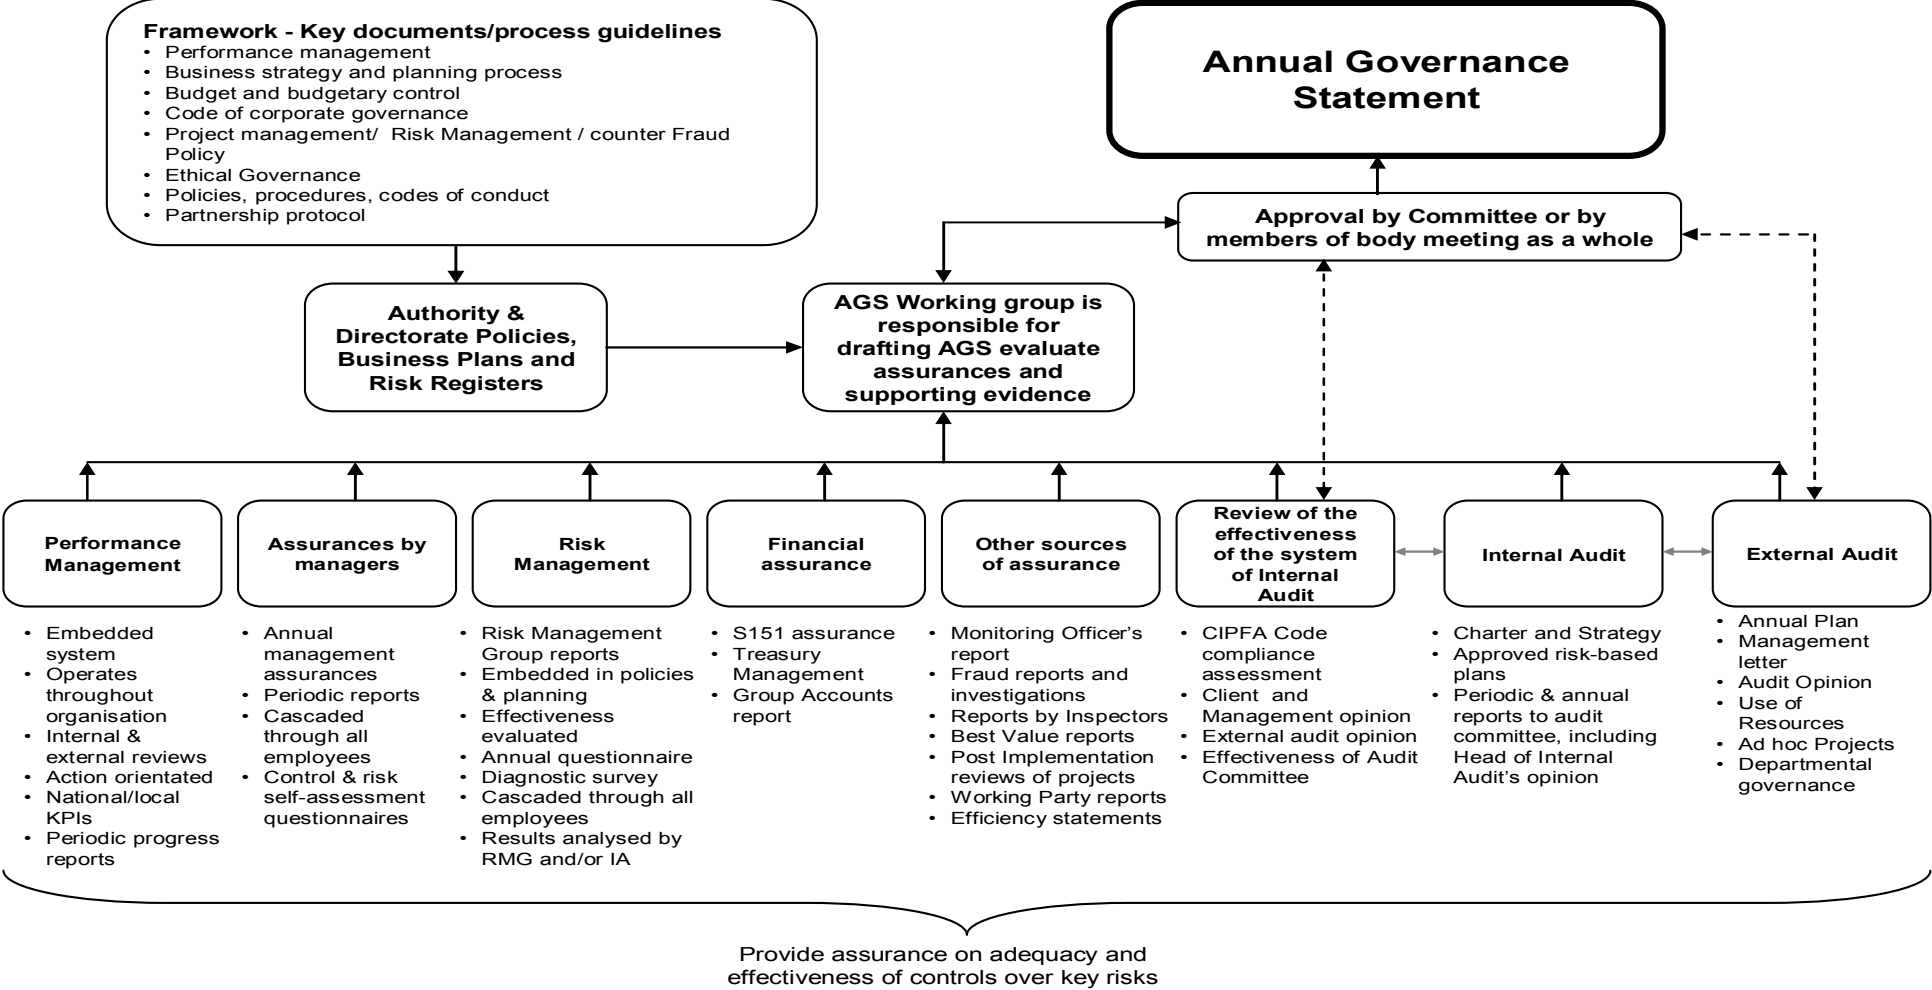 Framework - Key documents/process guidelines
• Performance management
• Business strategy and planning process
• Budget and budgetary control
• Code of corporate governance
• Project management/  Risk Management / counter Fraud
Policy
• Ethical Governance
• Policies, procedures, codes of conduct
• Partnership protocol
Annual Governance
Statement
Approval by Committee or by
members of body meeting as a whole
Authority &
Directorate Policies,
Business Plans and
Risk Registers
AGS Working group is
responsible for
drafting AGS evaluate
assurances and
supporting evidence
Performance
Management
• Embedded
system
• Operates
throughout
organisation
• Internal &
external reviews
• Action orientated
• National/local
KPIs
• Periodic progress
reports
Assurances by
managers
• Annual
management
assurances
• Periodic reports
• Cascaded
through all
employees
• Control & risk
self-assessment
questionnaires
Risk
Management
• Risk Management
Group reports
• Embedded in policies
& planning
• Effectiveness
evaluated
• Annual questionnaire
• Diagnostic survey
• Cascaded through all
employees
• Results analysed by
RMG and/or IA
Financial
assurance
• S151 assurance
• Treasury
Management
• Group Accounts
report
Other sources
of assurance
• Monitoring Officer's
report
• Fraud reports and
investigations
• Reports by Inspectors
• Best Value reports
• Post Implementation
reviews of projects
• Working Party reports
• Efficiency statements
Review of the
effectiveness
of the system
of Internal
Audit
• CIPFA Code
compliance
assessment
• Client  and
Management opinion
• External audit opinion
• Effectiveness of Audit
Committee
Internal Audit
• Charter and Strategy
• Approved risk-based
plans
• Periodic & annual
reports to audit
committee, including
Head of Internal
Audit's opinion
External Audit
• Annual Plan
• Management
letter
• Audit Opinion
• Use of
Resources
• Ad hoc Projects
• Departmental
governance
Provide assurance on adequacy and
effectiveness of controls over key risks